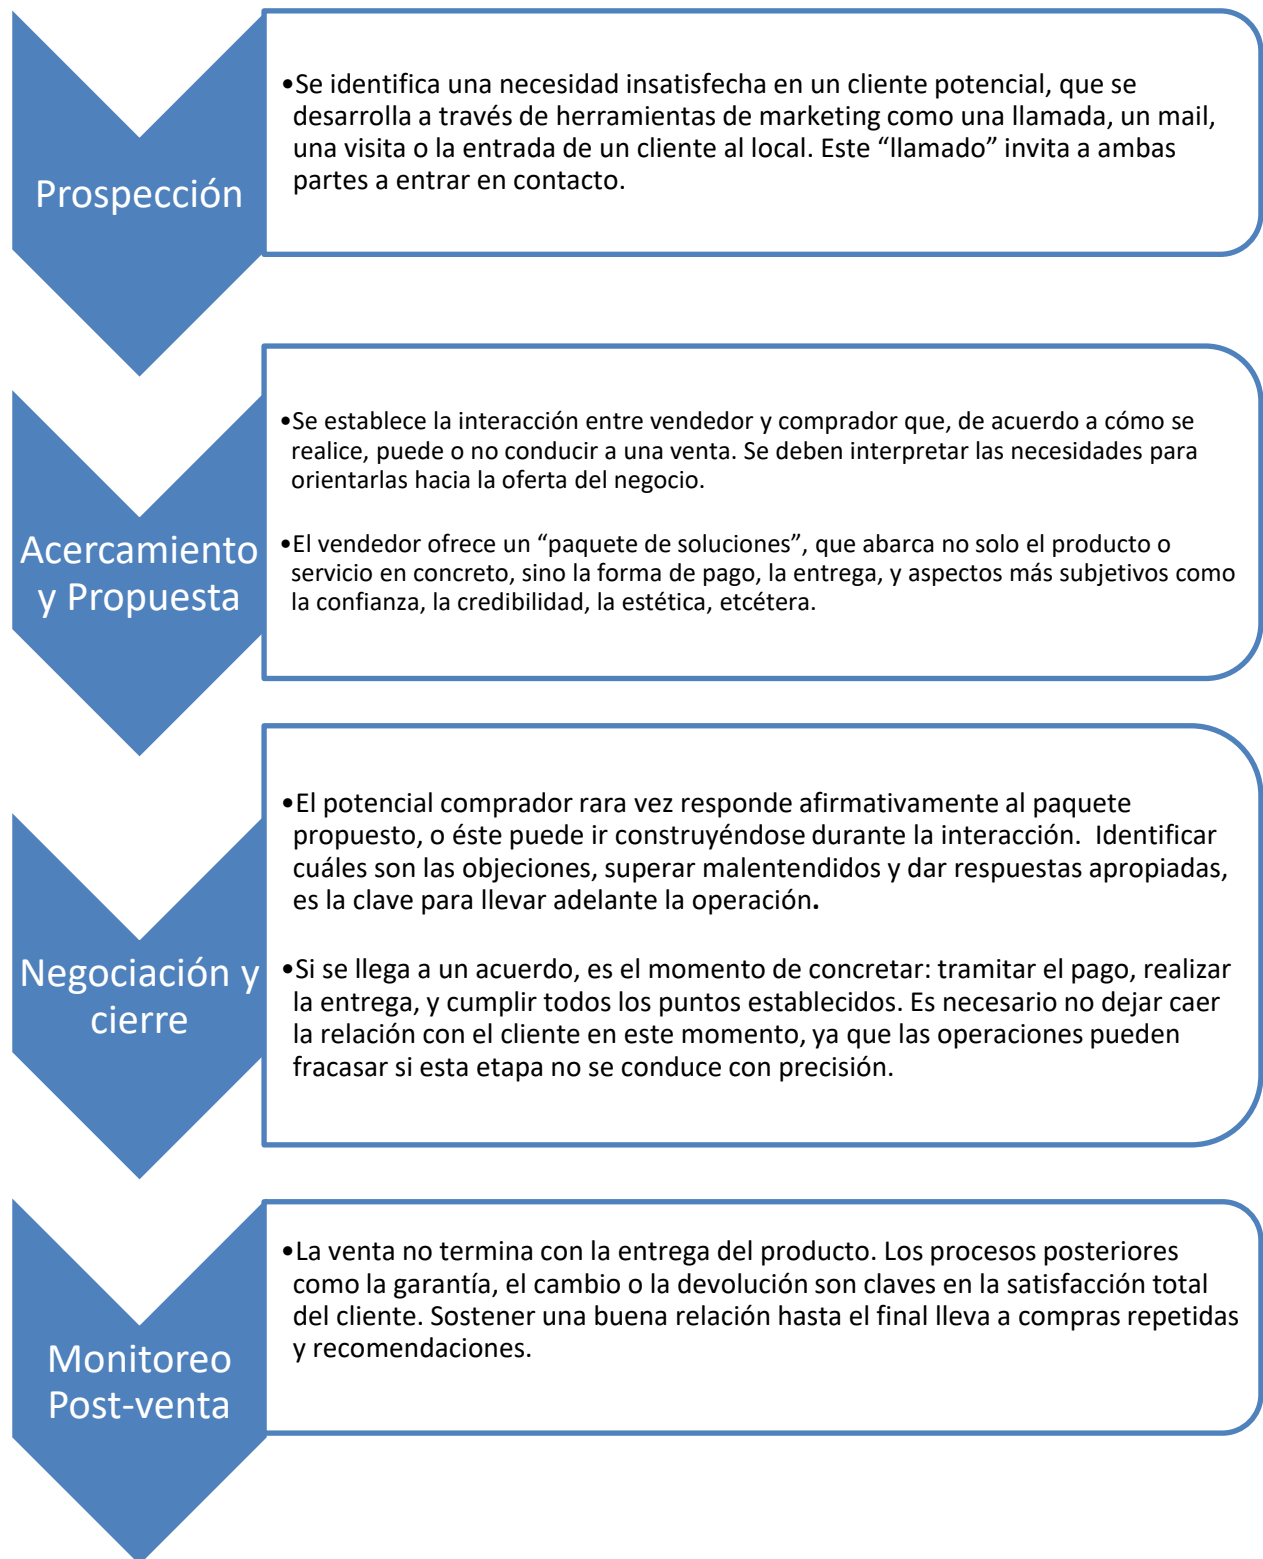 Prospección
•Se identifica una necesidad insatisfecha en un cliente potencial, que se
desarrolla a través de herramientas de marketing como una llamada, un mail,
una visita o la entrada de un cliente al local. Este “llamado” invita a ambas
partes a entrar en contacto.
Acercamiento
y Propuesta
•Se establece la interacción entre vendedor y comprador que, de acuerdo a cómo se
realice, puede o no conducir a una venta. Se deben interpretar las necesidades para
orientarlas hacia la oferta del negocio.
•El vendedor ofrece un “paquete de soluciones”, que abarca no solo el producto o
servicio en concreto, sino la forma de pago, la entrega, y aspectos más subjetivos como
la confianza, la credibilidad, la estética, etcétera.
Negociación y
cierre
•El potencial comprador rara vez responde afirmativamente al paquete
propuesto, o éste puede ir construyéndose durante la interacción.  Identificar
cuáles son las objeciones, superar malentendidos y dar respuestas apropiadas,
es la clave para llevar adelante la operación.
•Si se llega a un acuerdo, es el momento de concretar: tramitar el pago, realizar
la entrega, y cumplir todos los puntos establecidos. Es necesario no dejar caer
la relación con el cliente en este momento, ya que las operaciones pueden
fracasar si esta etapa no se conduce con precisión.
Monitoreo
Post-venta
•La venta no termina con la entrega del producto. Los procesos posteriores
como la garantía, el cambio o la devolución son claves en la satisfacción total
del cliente. Sostener una buena relación hasta el final lleva a compras repetidas
y recomendaciones.